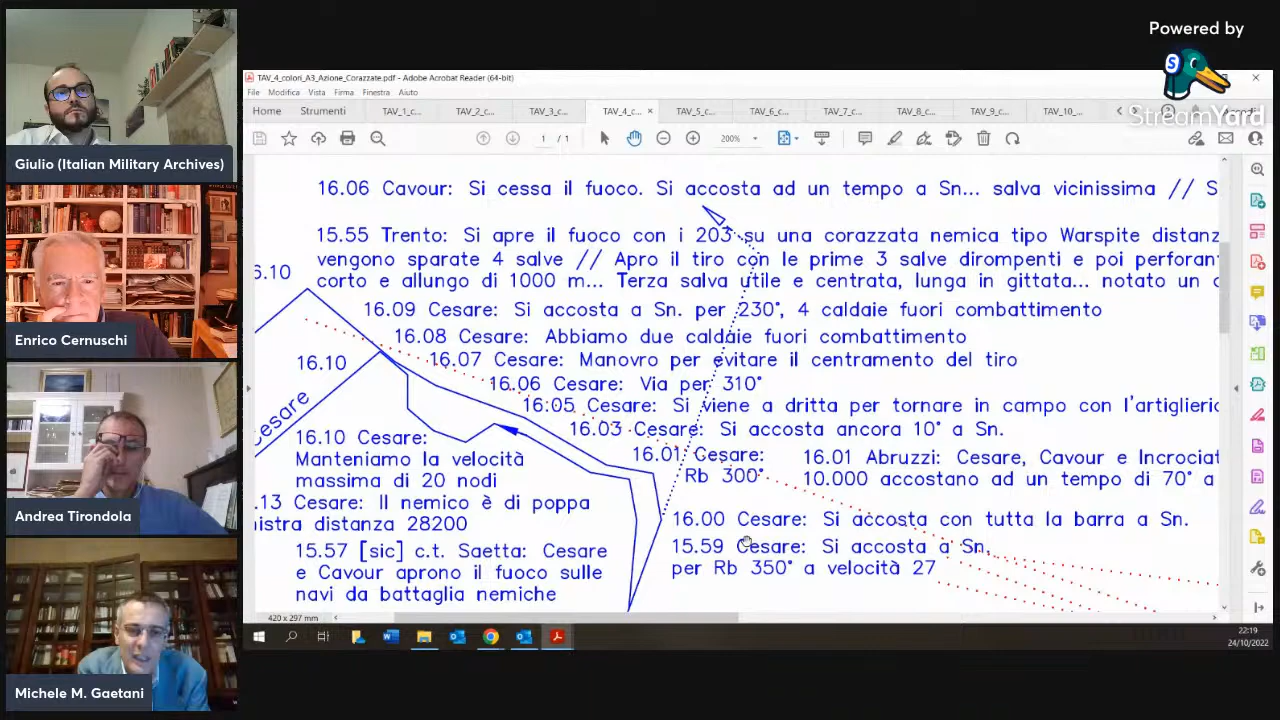 Powered by
StreamYard
Giulio (Italian Military Archives)
Enrico Cernuschi
Andrea Tirondola
Michele M. Gaetani
TAV_4_colori_A3_Azione_Corazzate.pdf - Adobe Acrobat Reader (64-bit)
File Modifica Vista Firma Finestra Aiuto
Home Strumenti TAV_1_c... TAV_2_c... TAV_3_c... TAV_4_c... TAV_5_c... TAV_6_c... TAV_7_c... TAV_8_c... TAV_9_c... TAV_10_...
1 / 1 200%
16.06 Cavour: Si cessa il fuoco. Si accosta ad un tempo a Sn... salva vicinissima // S
15.55 Trento: Si apre il fuoco con i 203 su una corazzata nemica tipo Warspite distanz
vengono sparate 4 salve // Apro il tiro con le prime 3 salve dirompenti e poi perforan
corto e allungo di 1000 m... Terza salva utile e centrata, lunga in gittata... notato un
6.10
16.09 Cesare: Si accosta a Sn. per 230°, 4 caldaie fuori combattimento
16.08 Cesare: Abbiamo due caldaie fuori combattimento
16.10
16.07 Cesare: Manovro per evitare il centramento del tiro
16.06 Cesare: Via per 310°
16:05 Cesare: Si viene a dritta per tornare in campo con l'artiglieri
Cesare
16.03 Cesare: Si accosta ancora 10° a Sn.
16.01 Cesare:
Rb 300°
16.01 Abruzzi: Cesare, Cavour e Incrociat
10.000 accostano ad un tempo di 70° a
16.10 Cesare:
Manteniamo la velocità
massima di 20 nodi
.13 Cesare: Il nemico è di poppa
nistra distanza 28200
16.00 Cesare: Si accosta con tutta la barra a Sn.
15.59 Cesare: Si accosta a Sn.
per Rb 350° a velocità 27
15.57 [sic] c.t. Saetta: Cesare
e Cavour aprono il fuoco sulle
navi da battaglia nemiche
420 x 297 mm
22:19
24/10/2022